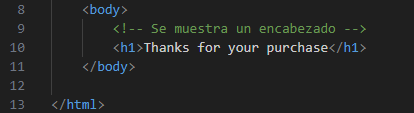 8 <body>
9 <!-- Se muestra un encabezado -->
10 <h1>Thanks for your purchase</h1>
11 </body>
12
13 </html>